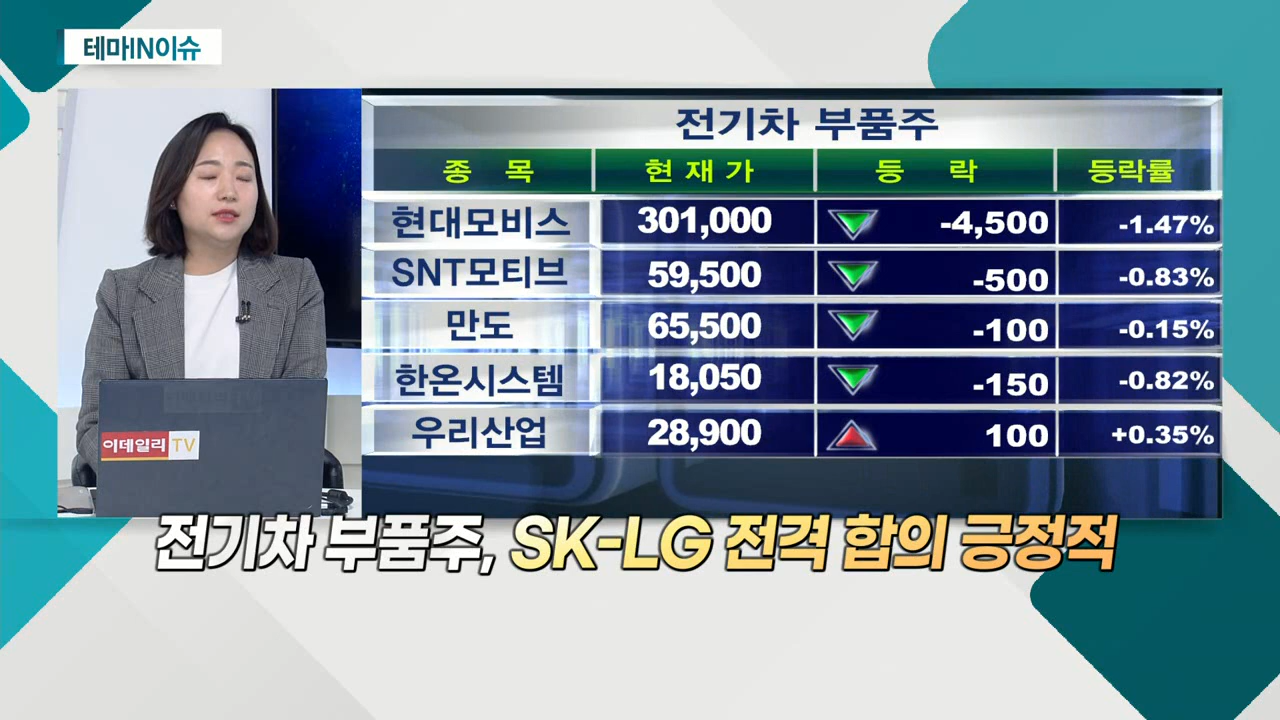 테마IN이슈
전기차 부품주
종 목 현재가 등 락 등락률
현대모비스 301,000 -4,500 -1.47%
SNT모티브 59,500 -500 -0.83%
만도 65,500 -100 -0.15%
한온시스템 18,050 -150 -0.82%
우리산업 28,900 100 +0.35%
이데일리TV
전기차 부품주, SK-LG 전격 합의 긍정적